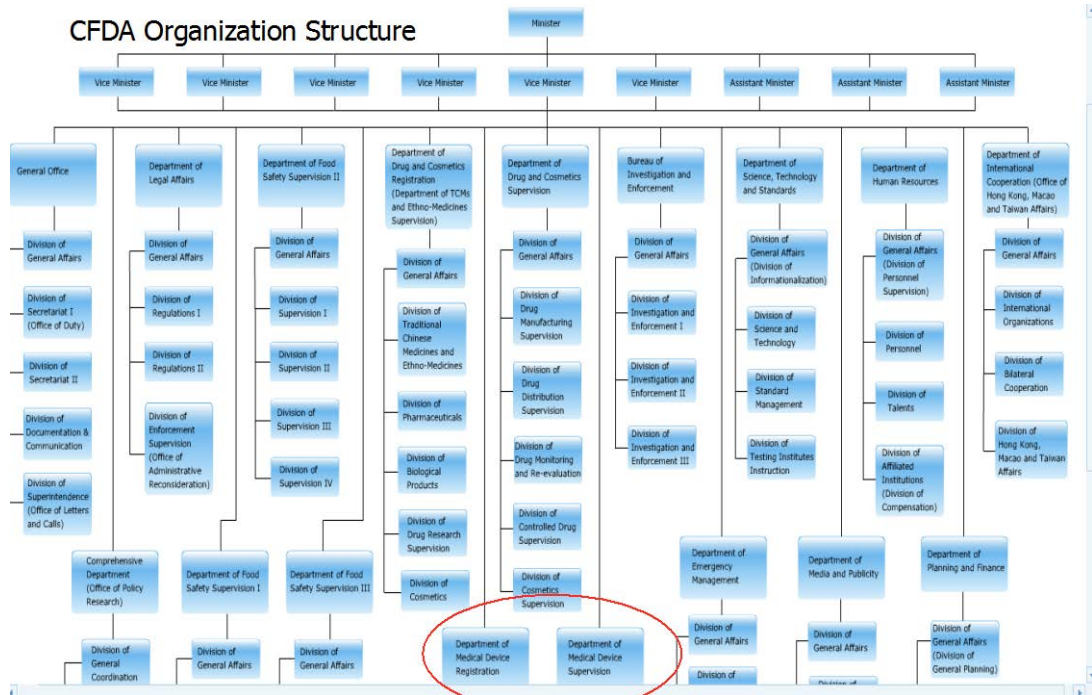 CFDA Organization Structure
Minister
Vice Minister
Vice Minister
Vice Minister
Vice Minister
Vice Minister
Vice Minister
Assistant Minister
Assistant Minister
Assistant Minister
General Office
Division of
General Affairs
Division of
Secretariat I
(Office of Duty)
Division of
Secretariat II
Division of
Documentation &
Communication
Division of
Superintendence
(Office of Letters
and Calls)
Department of
Legal Affairs
Division of
General Affairs
Division of
Regulations I
Division of
Regulations II
Division of
Enforcement
Supervision
(Office of
Administrative
Reconsideration)
Department of Food
Safety Supervision II
Division of
General Affairs
Division of
Supervision I
Division of
Supervision II
Division of
Supervision III
Division of
Supervision IV
Department of
Drug and Cosmetics
Registration
(Department of TCMs
and Ethno-Medicines
Supervision)
Division of
General Affairs
Division of
Traditional
Chinese
Medicines and
Ethno-Medicines
Division of
Pharmaceuticals
Division of
Biological
Products
Division of
Drug Research
Supervision
Division of
Cosmetics
Department of
Drug and Cosmetics
Supervision
Division of
General Affairs
Division of
Drug
Manufacturing
Supervision
Division of
Drug
Distribution
Supervision
Division of
Drug Monitoring
and Re-evaluation
Division of
Controlled Drug
Supervision
Division of
Cosmetics
Supervision
Bureau of
Investigation and
Enforcement
Division of
General Affairs
Division of
Investigation and
Enforcement I
Division of
Investigation and
Enforcement II
Division of
Investigation and
Enforcement III
Department of
Science, Technology
and Standards
Division of
General Affairs
(Division of
Informationalization)
Division of
Science and
Technology
Division of
Standard
Management
Division of
Testing Institutes
Instruction
Department of
Human Resources
Division of
General Affairs
(Division of
Personnel
Supervision)
Division of
Personnel
Division of
Talents
Division of
Affiliated
Institutions
(Division of
Compensation)
Department of
International
Cooperation (Office of
Hong Kong, Macao
and Taiwan Affairs)
Division of
General Affairs
Division of
International
Organizations
Division of
Bilateral
Cooperation
Division of
Hong Kong,
Macao and Taiwan
Affairs
Comprehensive
Department
(Office of Policy
Research)
Division of
General
Coordination
Department of Food
Safety Supervision I
Division of
General Affairs
Department of Food
Safety Supervision III
Division of
General Affairs
Department of
Medical Device
Registration
Department of
Medical Device
Supervision
Department of
Emergency
Management
Division of
General Affairs
Division of
Department of
Media and Publicity
Division of
General Affairs
Division of
Department of
Planning and Finance
Division of
General Affairs
(Division of
General Planning)